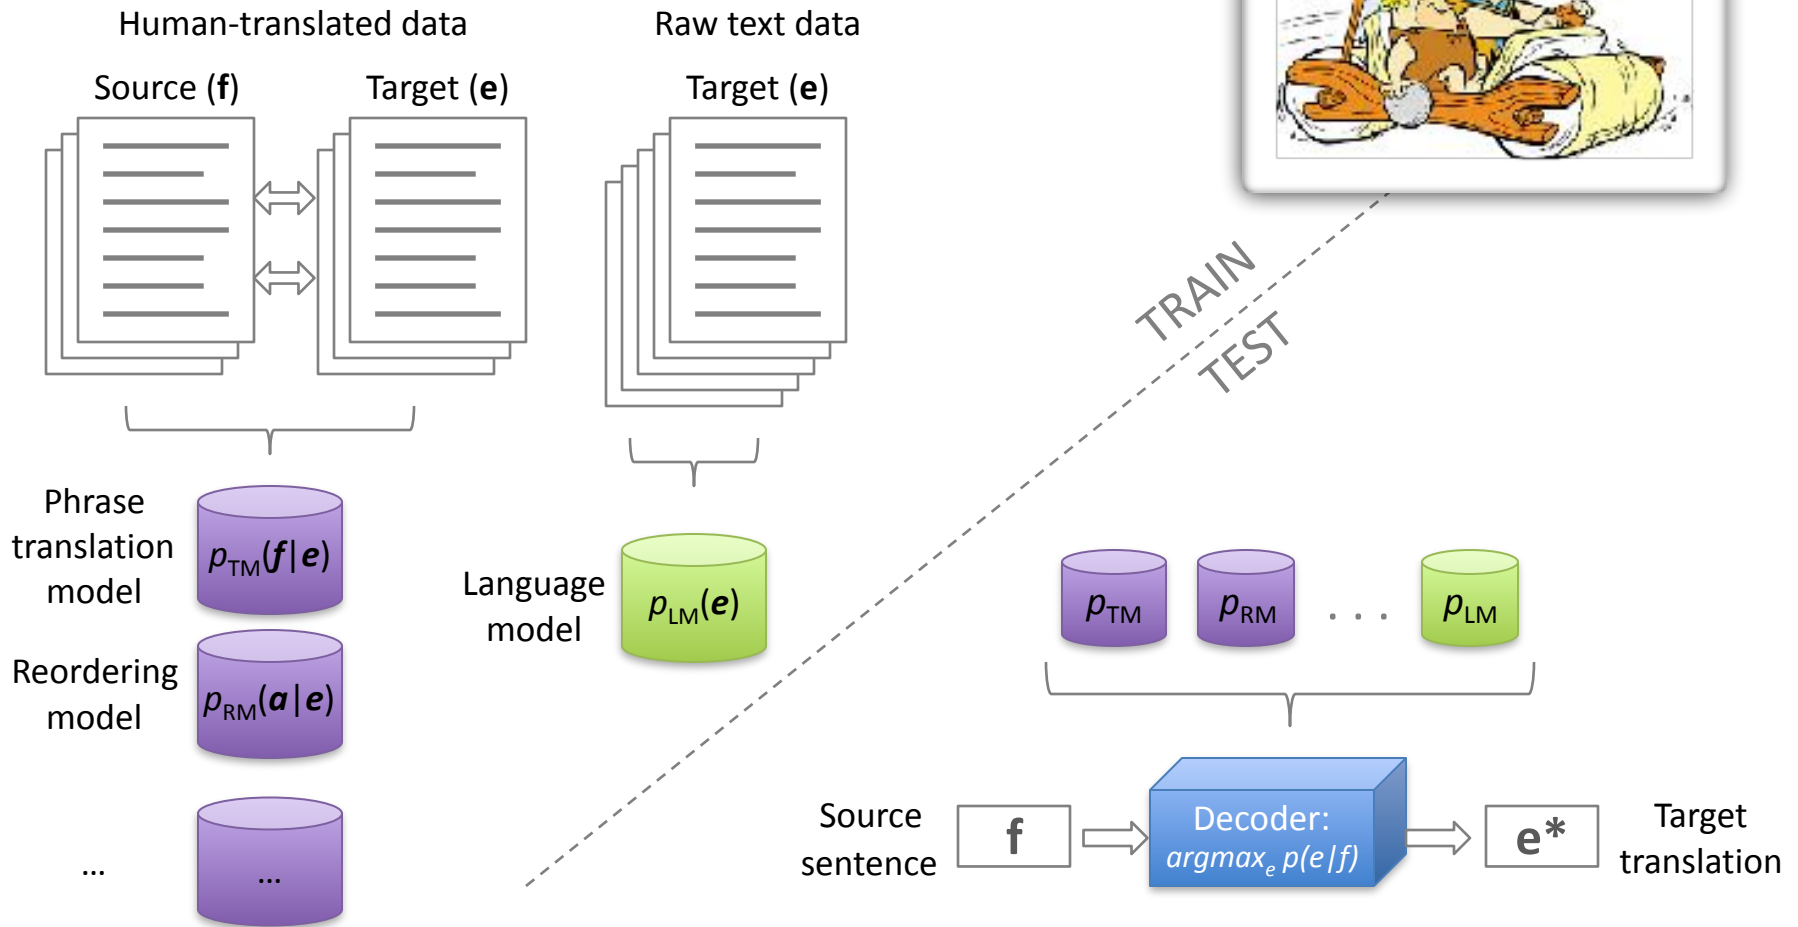 Human-translated data
Raw text data
Source (f)
Target (e)
Target (e)
TRAIN
TEST
Phrase
translation
model
p_TM(f|e)
Language
model
p_LM(e)
Reordering
model
p_RM(a|e)
...
...
p_TM
p_RM
. . .
p_LM
Source
sentence
f
Decoder:
argmax_e p(e|f)
e*
Target
translation